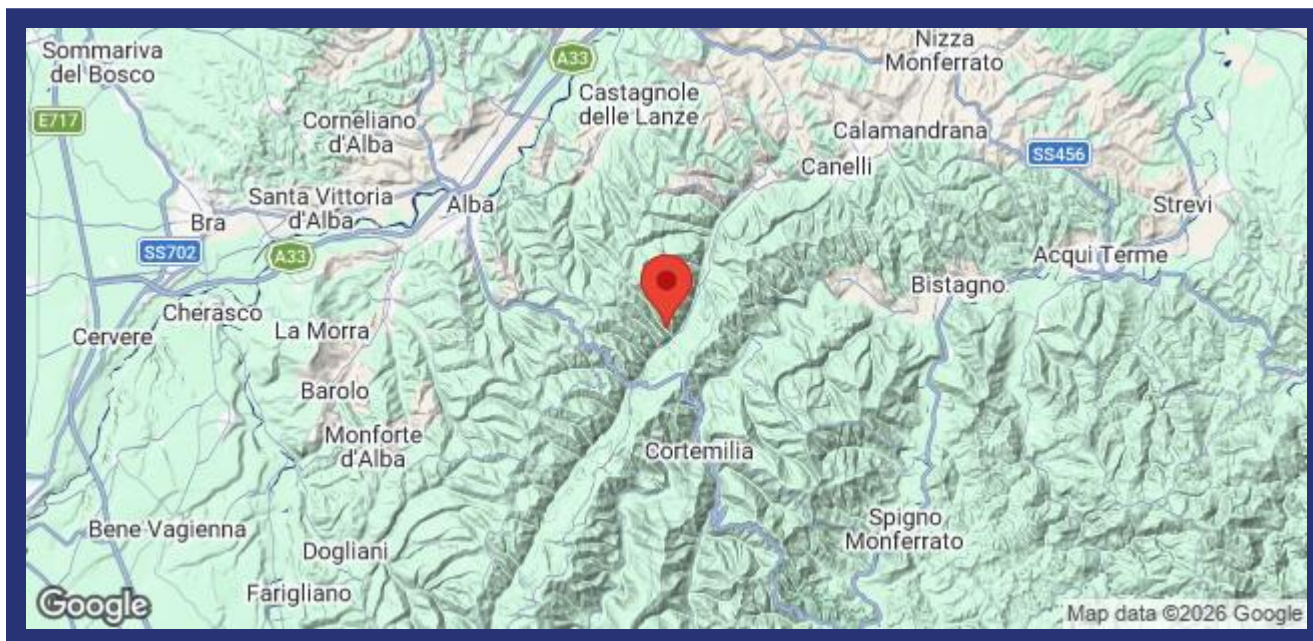 Sommariva
del Bosco
A33
Nizza
Monferrato
Castagnole
delle Lanze
E717
Corneliano
d'Alba
Calamandrana
SS456
Canelli
Santa Vittoria
d'Alba
Alba
Strevi
Bra
SS702
A33
Acqui Terme
Bistagno
Cherasco
La Morra
Cervere
Barolo
Monforte
d'Alba
Cortemilia
Bene Vagienna
Spigno
Monferrato
Dogliani
Farigliano
Google
Map data ©2026 Google